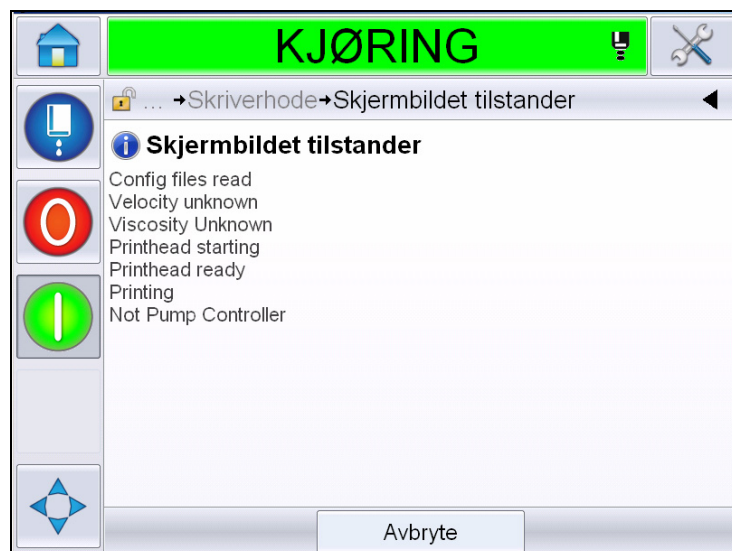 KJØRING
... →Skriverhode→Skjermbildet tilstander
Skjermbildet tilstander
Config files read
Velocity unknown
Viscosity Unknown
Printhead starting
Printhead ready
Printing
Not Pump Controller
Avbryte